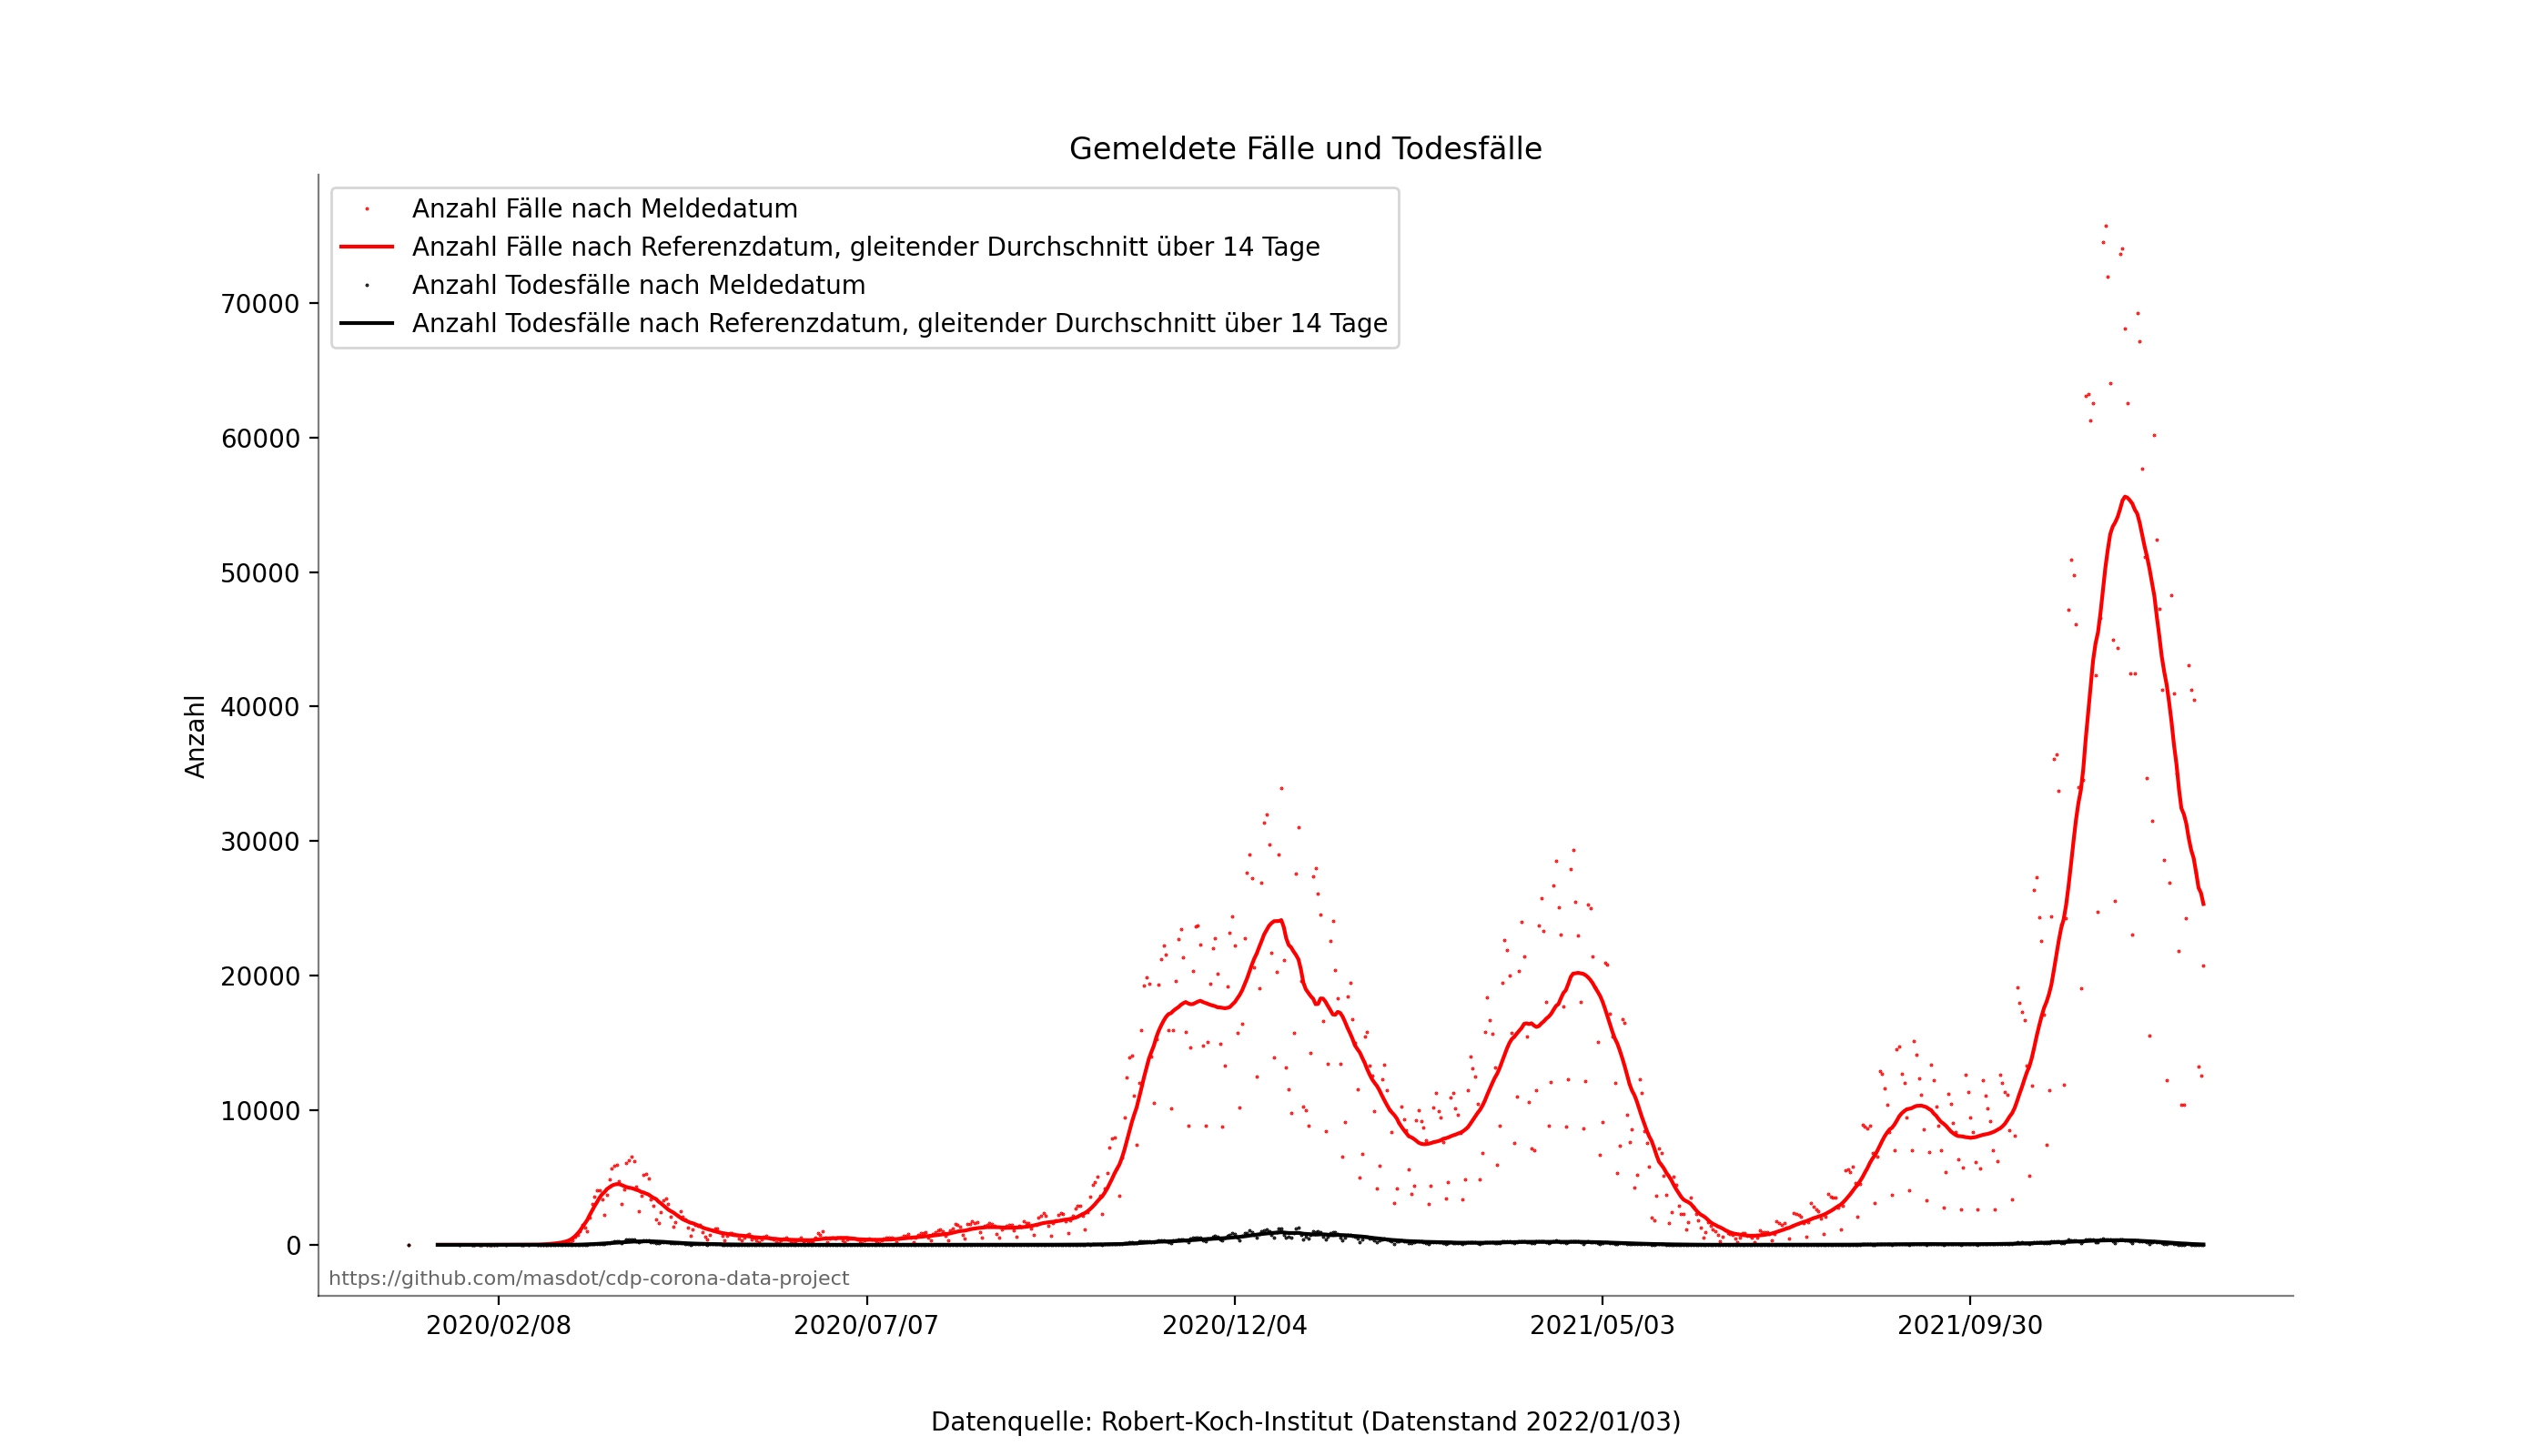 Gemeldete Fälle und Todesfälle
Anzahl Fälle nach Meldedatum
Anzahl Fälle nach Referenzdatum, gleitender Durchschnitt über 14 Tage
Anzahl Todesfälle nach Meldedatum
Anzahl Todesfälle nach Referenzdatum, gleitender Durchschnitt über 14 Tage
70000
60000
50000
40000
30000
20000
10000
0
Anzahl
https://github.com/masdot/cdp-corona-data-project
2020/02/08 2020/07/07 2020/12/04 2021/05/03 2021/09/30
Datenquelle: Robert-Koch-Institut (Datenstand 2022/01/03)